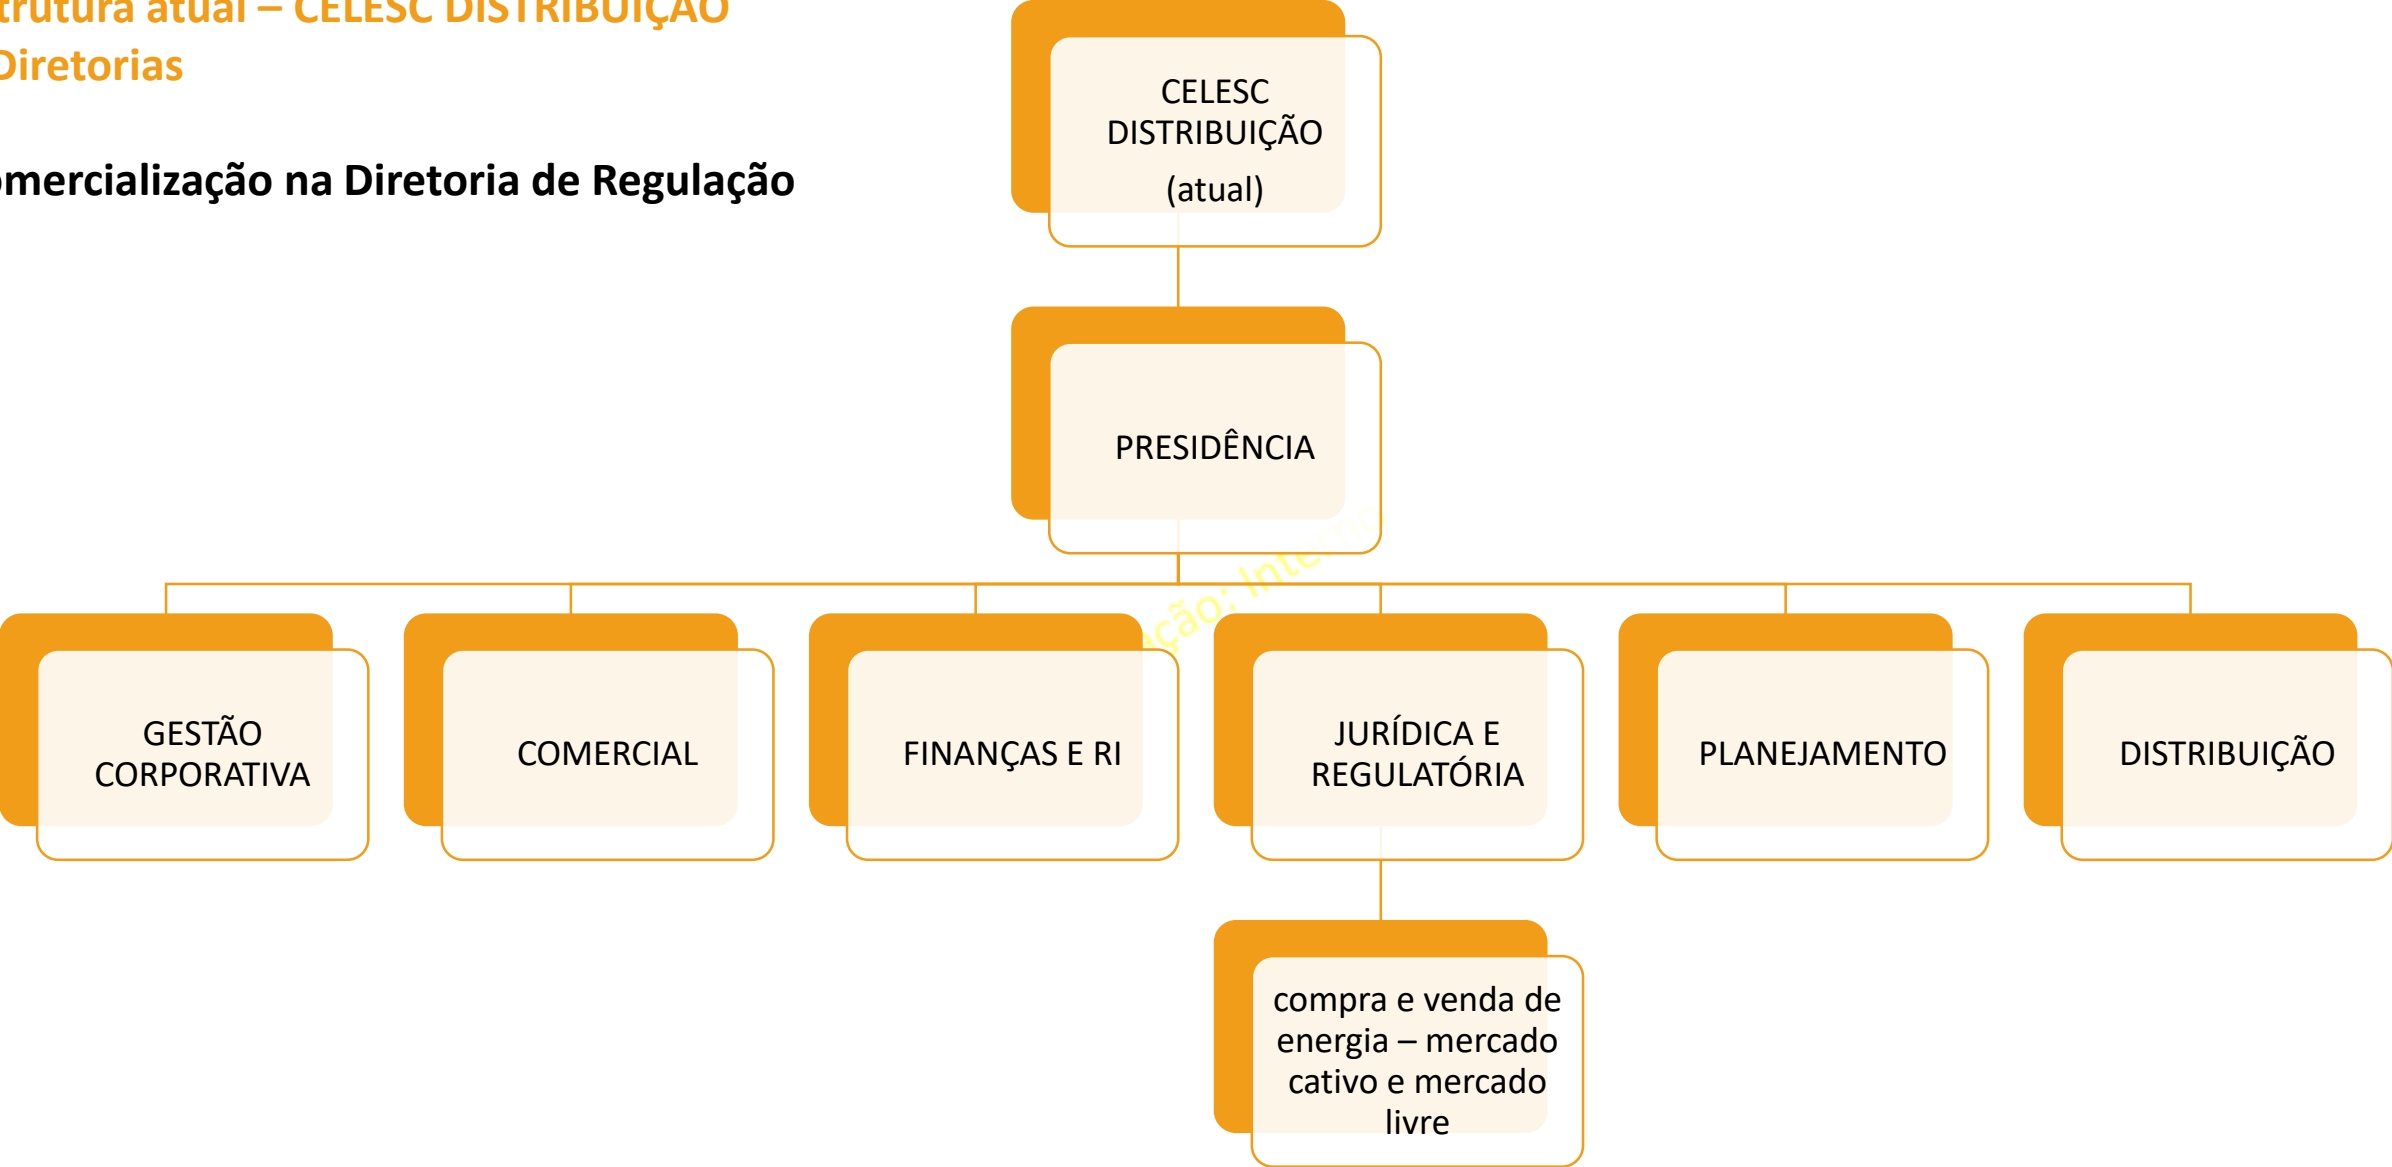 trutura atual – CELESC DISTRIBUIÇÃO
Diretorias
omercialização na Diretoria de Regulação
CELESC
DISTRIBUIÇÃO
(atual)
PRESIDÊNCIA
GESTÃO
CORPORATIVA
COMERCIAL
FINANÇAS E RI
JURÍDICA E
REGULATÓRIA
PLANEJAMENTO
DISTRIBUIÇÃO
compra e venda de
energia – mercado
cativo e mercado
livre